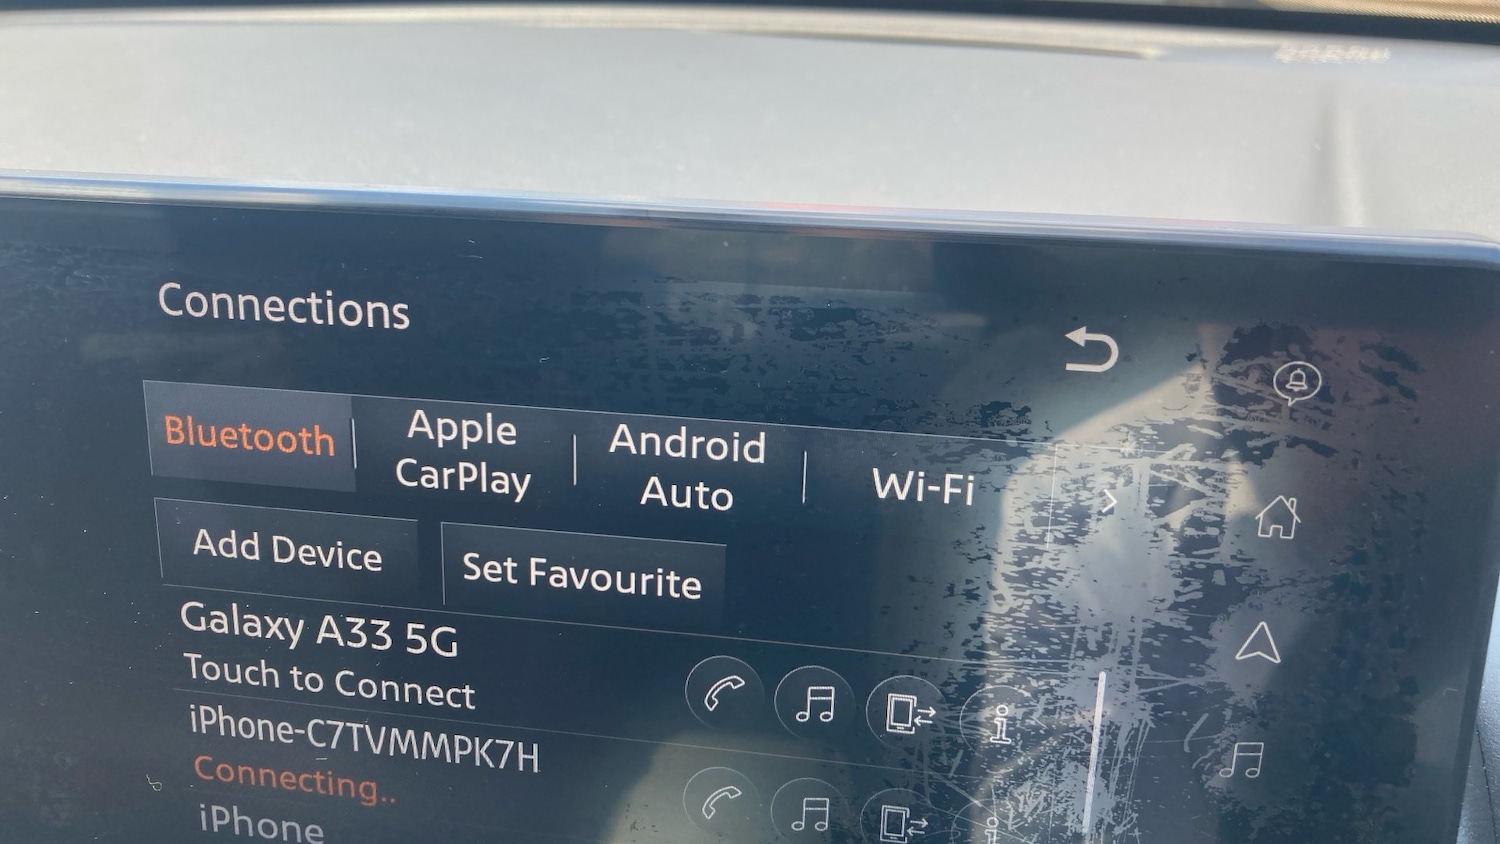 Connections
Bluetooth
Apple
CarPlay
Android
Auto
Wi-Fi
Add Device
Set Favourite
Galaxy A33 5G
Touch to Connect
iPhone-C7TVMMPK7H
Connecting..
iPhone